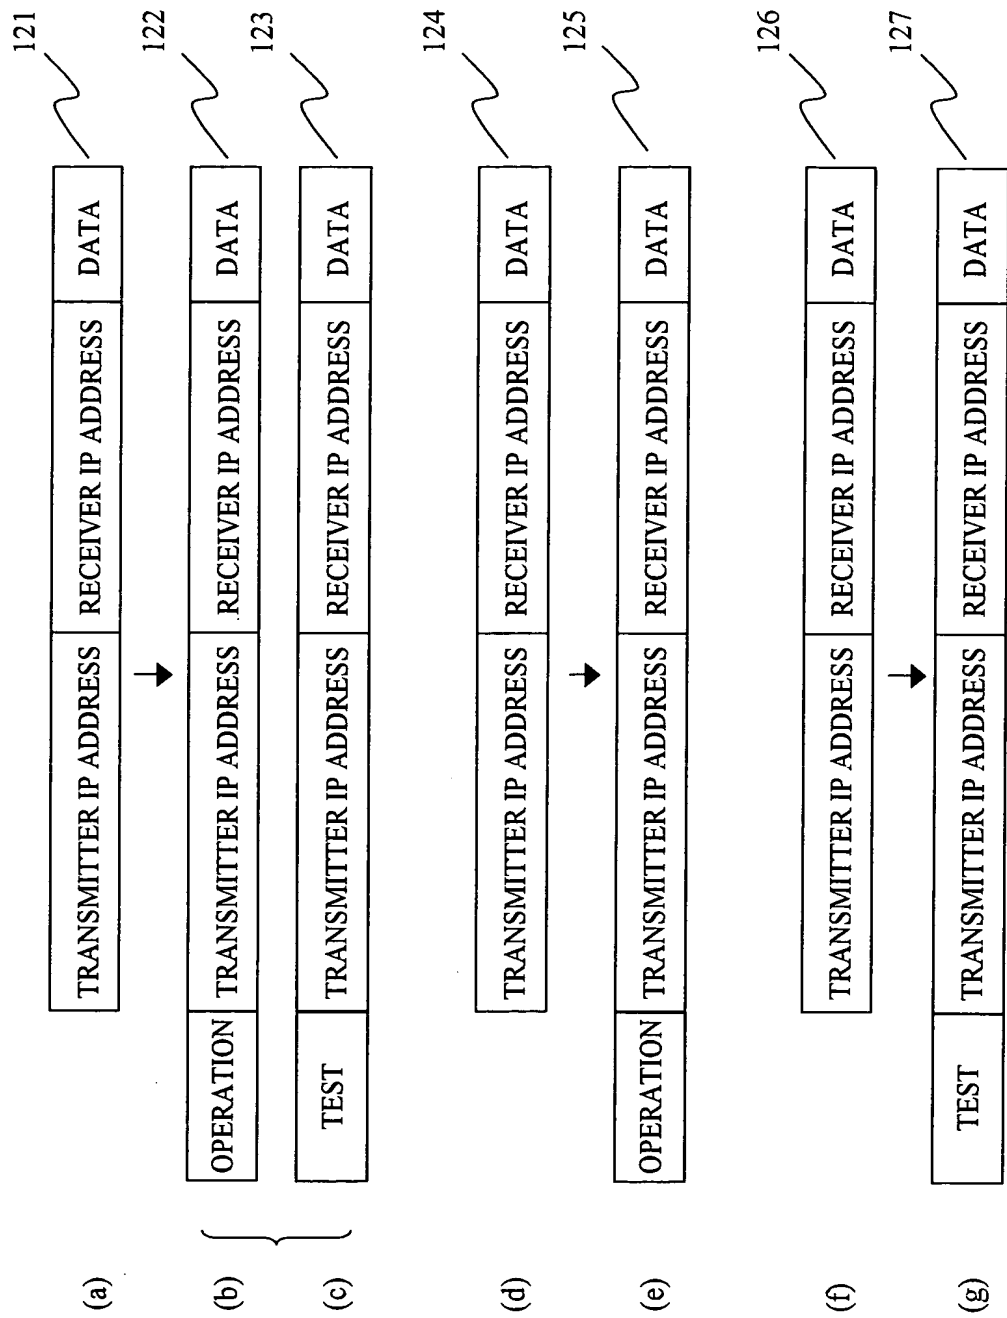 (a) TRANSMITTER IP ADDRESS RECEIVER IP ADDRESS DATA 121
(b) OPERATION TRANSMITTER IP ADDRESS RECEIVER IP ADDRESS DATA 122
(c) TEST TRANSMITTER IP ADDRESS RECEIVER IP ADDRESS DATA 123
(d) TRANSMITTER IP ADDRESS RECEIVER IP ADDRESS DATA 124
(e) OPERATION TRANSMITTER IP ADDRESS RECEIVER IP ADDRESS DATA 125
(f) TRANSMITTER IP ADDRESS RECEIVER IP ADDRESS DATA 126
(g) TEST TRANSMITTER IP ADDRESS RECEIVER IP ADDRESS DATA 127